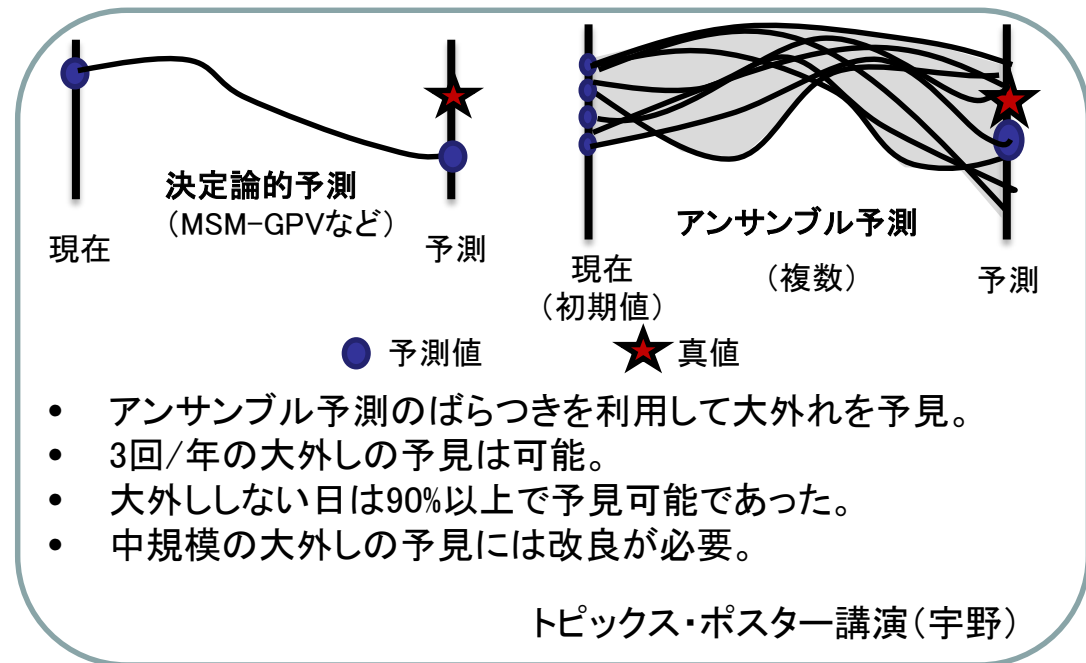 決定論的予測
(MSM-GPVなど)
現在
予測
アンサンブル予測
(複数)
現在
(初期値)
予測
予測値
真値
• アンサンブル予測のばらつきを利用して大外れを予見。
• 3回/年の大外しの予見は可能。
• 大外ししない日は90%以上で予見可能であった。
• 中規模の大外しの予見には改良が必要。
トピックス・ポスター講演(宇野)